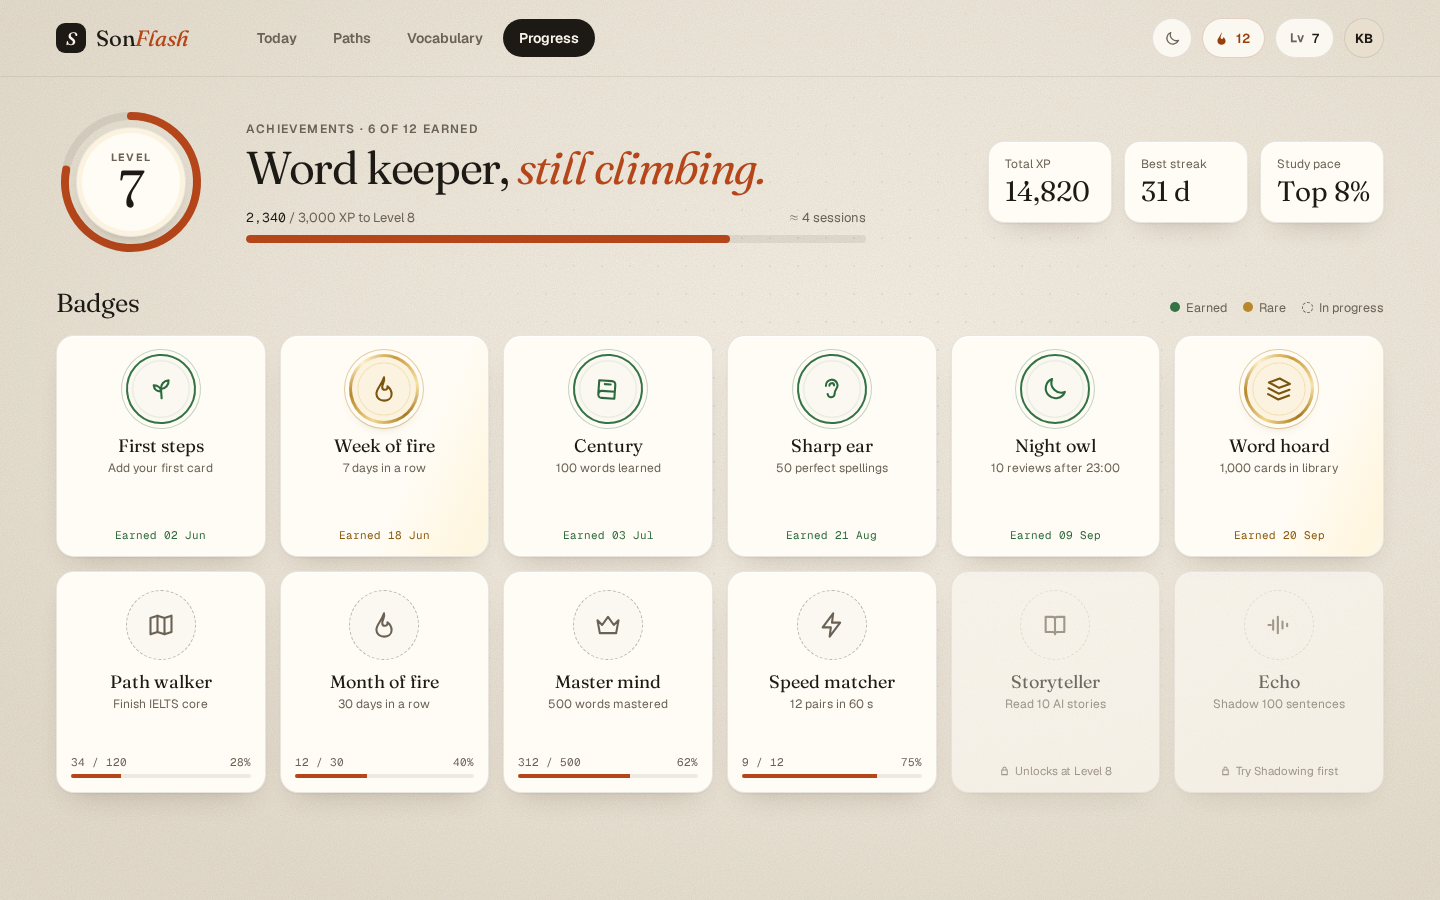 S SonFlash Today Paths Vocabulary Progress 12 Lv 7 KB
LEVEL
7
ACHIEVEMENTS · 6 OF 12 EARNED
Word keeper, still climbing.
2,340 / 3,000 XP to Level 8 ≈ 4 sessions
Total XP
14,820
Best streak
31 d
Study pace
Top 8%
Badges
Earned Rare In progress
First steps
Add your first card
Earned 02 Jun
Week of fire
7 days in a row
Earned 18 Jun
Century
100 words learned
Earned 03 Jul
Sharp ear
50 perfect spellings
Earned 21 Aug
Night owl
10 reviews after 23:00
Earned 09 Sep
Word hoard
1,000 cards in library
Earned 20 Sep
Path walker
Finish IELTS core
34 / 120 28%
Month of fire
30 days in a row
12 / 30 40%
Master mind
500 words mastered
312 / 500 62%
Speed matcher
12 pairs in 60 s
9 / 12 75%
Storyteller
Read 10 AI stories
Unlocks at Level 8
Echo
Shadow 100 sentences
Try Shadowing first